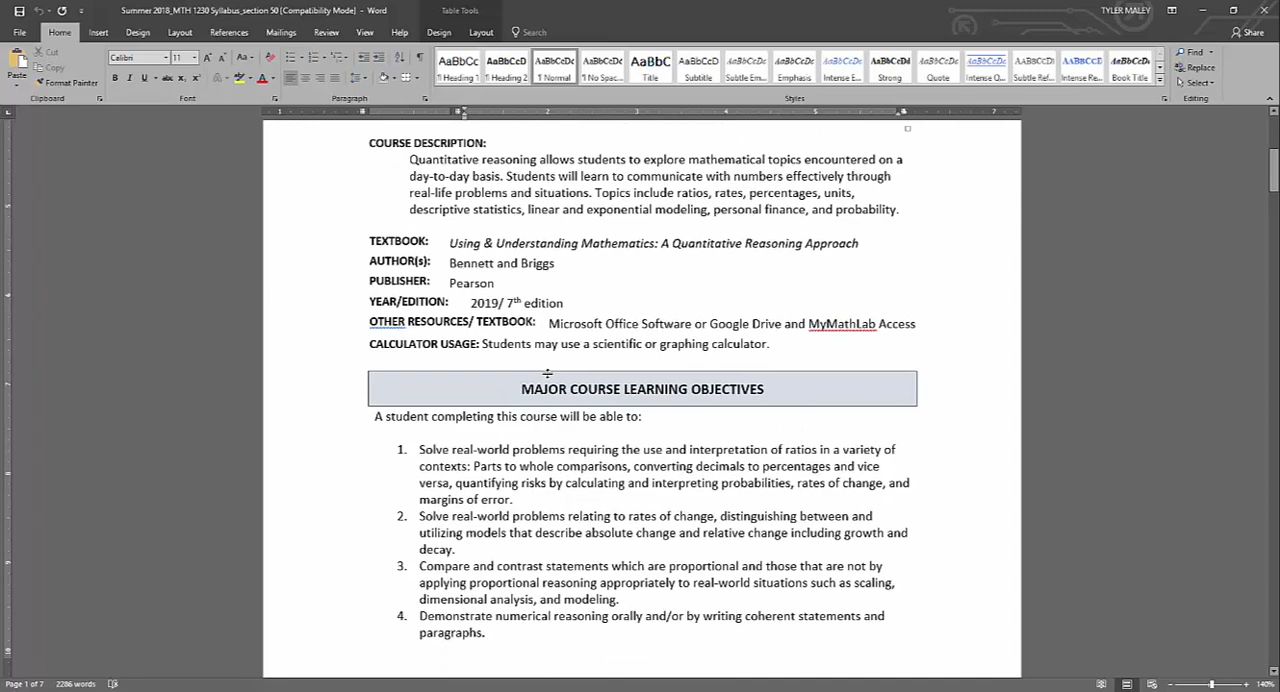 Summer 2018_MTH 1230 Syllabus_section 50 [Compatibility Mode] - Word
Table Tools
TYLER MALEY
File Home Insert Draw Design Layout References Mailings Review View Help Design Layout Search Share
Paste
Cut
Copy
Format Painter
Clipboard
Calibri 11
Font
Paragraph
AaBbCc AaBbCcDd AaBbCcDc AaBbCcDc AaBbC AaBbCcD AaBbCcDd AaBbCcDd AaBbCcDd AaBbCcDd AaBbCcDd AaBbCcDd AABBCCDD AABBCCDD AaBbCcDd
¶ Heading 1 Heading 2 ¶ Normal ¶ No Spac... Title Subtitle Subtle Em... Emphasis Intense E... Strong Quote Intense Q... Subtle Ref... Intense Re... Book Title
Styles
Find
Replace
Select
Editing
COURSE DESCRIPTION:
Quantitative reasoning allows students to explore mathematical topics encountered on a
day-to-day basis. Students will learn to communicate with numbers effectively through
real-life problems and situations. Topics include ratios, rates, percentages, units,
descriptive statistics, linear and exponential modeling, personal finance, and probability.
TEXTBOOK: Using & Understanding Mathematics: A Quantitative Reasoning Approach
AUTHOR(s): Bennett and Briggs
PUBLISHER: Pearson
YEAR/EDITION: 2019/ 7th edition
OTHER RESOURCES/ TEXTBOOK: Microsoft Office Software or Google Drive and MyMathLab Access
CALCULATOR USAGE: Students may use a scientific or graphing calculator.
MAJOR COURSE LEARNING OBJECTIVES
A student completing this course will be able to:
1. Solve real-world problems requiring the use and interpretation of ratios in a variety of
contexts: Parts to whole comparisons, converting decimals to percentages and vice
versa, quantifying risks by calculating and interpreting probabilities, rates of change, and
margins of error.
2. Solve real-world problems relating to rates of change, distinguishing between and
utilizing models that describe absolute change and relative change including growth and
decay.
3. Compare and contrast statements which are proportional and those that are not by
applying proportional reasoning appropriately to real-world situations such as scaling,
dimensional analysis, and modeling.
4. Demonstrate numerical reasoning orally and/or by writing coherent statements and
paragraphs.
Page 1 of 7 2286 words 140%